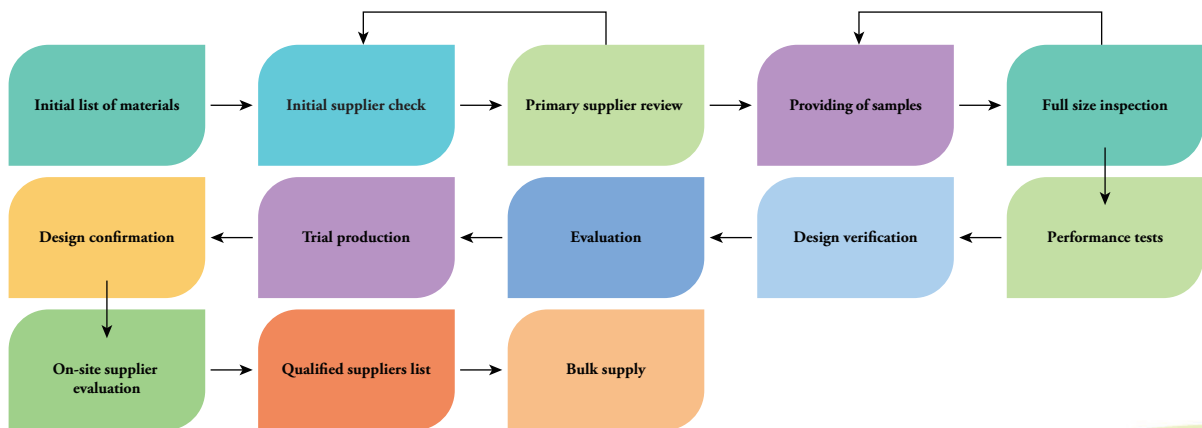 Initial list of materials
Initial supplier check
Primary supplier review
Providing of samples
Full size inspection
Performance tests
Design verification
Evaluation
Trial production
Design confirmation
On-site supplier
evaluation
Qualified suppliers list
Bulk supply